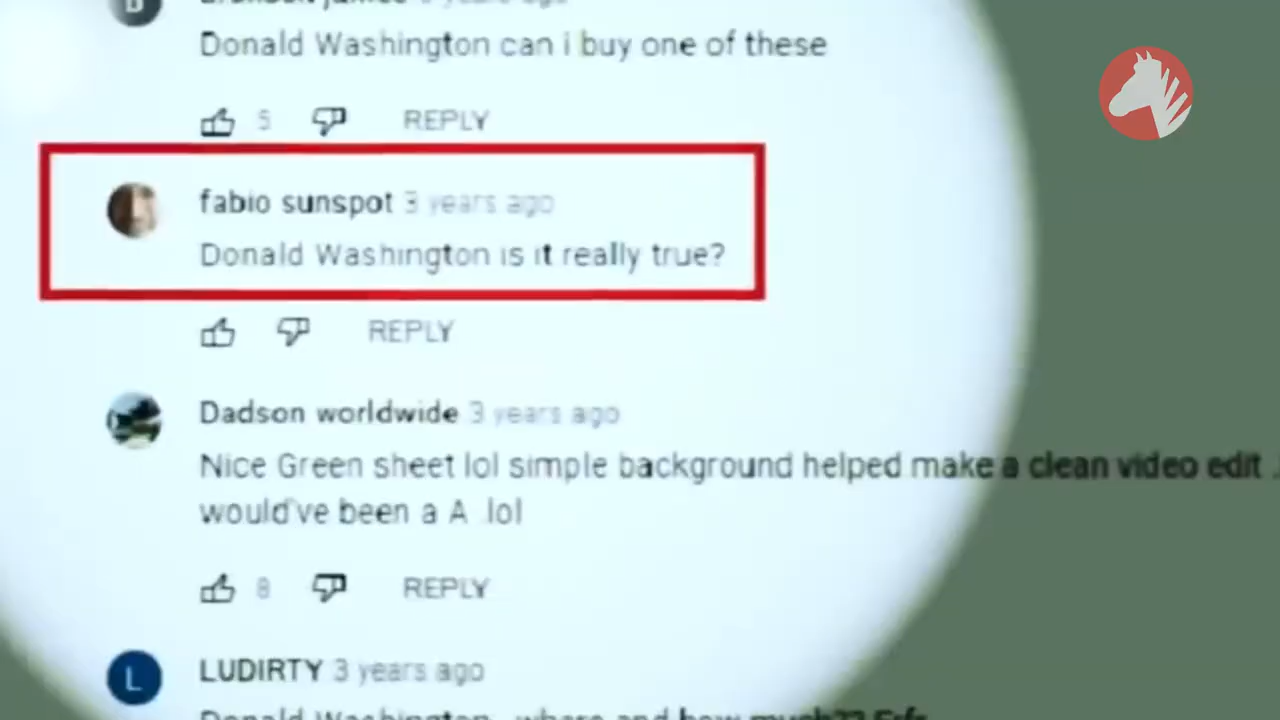 Donald Washington can i buy one of these
5 REPLY
fabio sunspot 3 years ago
Donald Washington is it really true?
REPLY
Dadson worldwide 3 years ago
Nice Green sheet lol simple background helped make a clean video edit .
would've been a A .lol
8 REPLY
L LUDIRTY 3 years ago
Donald Washington